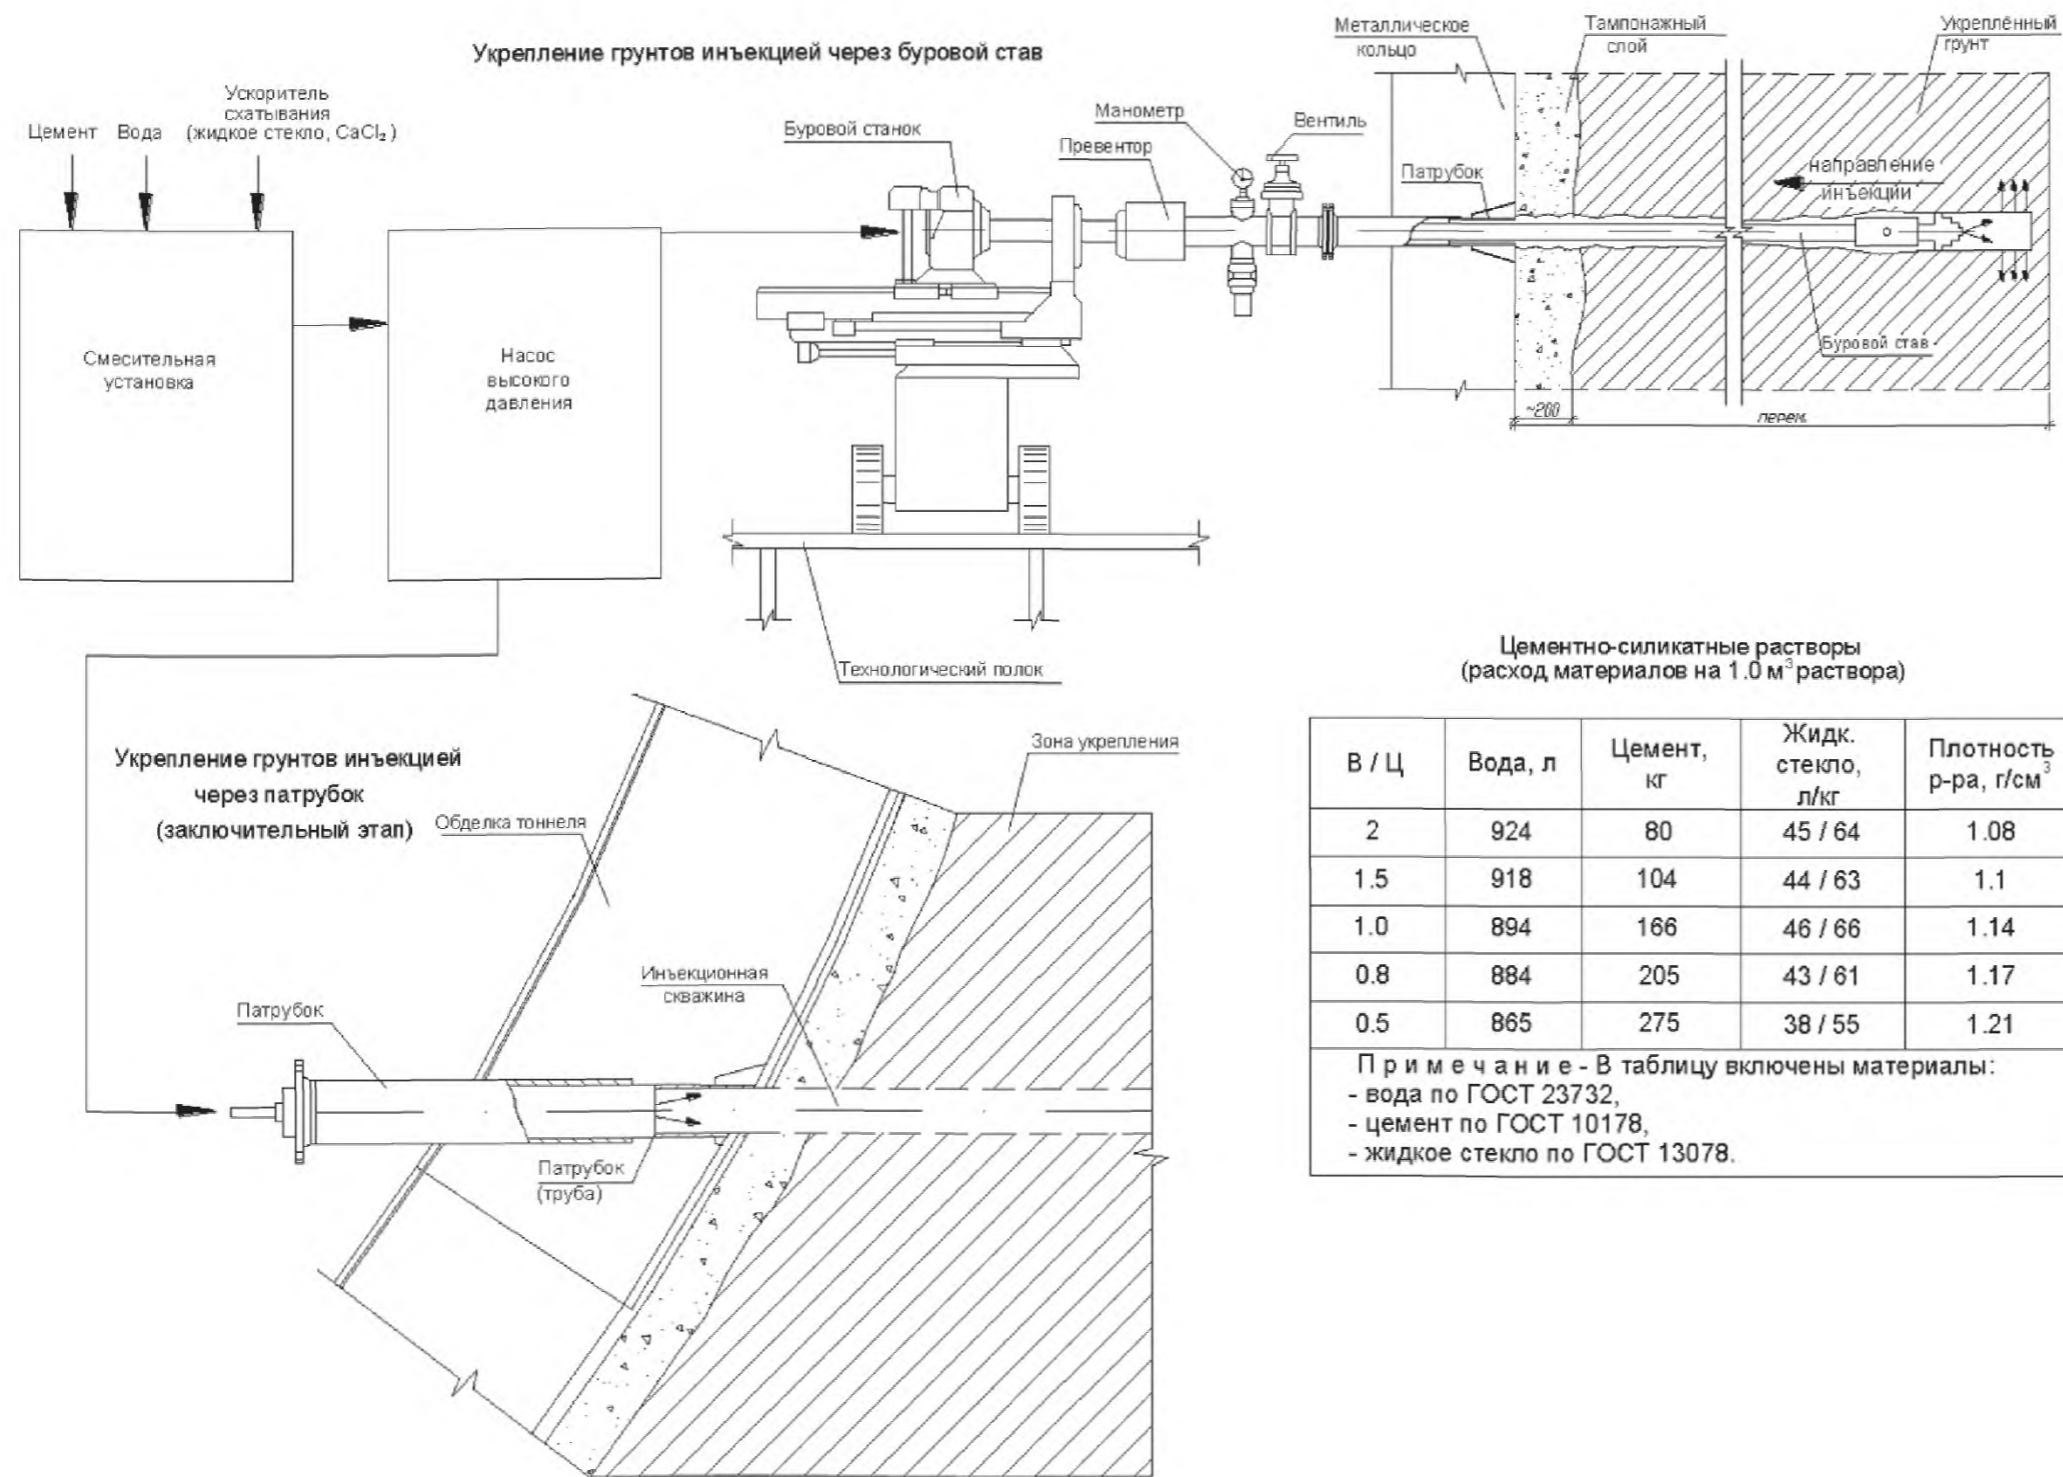 Укрепление грунтов инъекцией через буровой став
Цемент
Вода
Ускоритель
схатывания
(жидкое стекло, CaCl₂)
Смесительная
установка
Насос
высокого
давления
Буровой станок
Превентор
Манометр
Вентиль
Металлическое
кольцо
Тампонажный
слой
Укреплённый
грунт
Патрубок
направление
инъекции
Буровой став
~200
перем.
Технологический полок
Укрепление грунтов инъекцией
через патрубок
(заключительный этап)
Обделка тоннеля
Зона укрепления
Инъекционная
скважина
Патрубок
Патрубок
(труба)
Цементно-силикатные растворы
(расход материалов на 1.0 м³ раствора)
В / Ц | Вода, л | Цемент, кг | Жидк. стекло, л/кг | Плотность р-ра, г/см³
2 | 924 | 80 | 45 / 64 | 1.08
1.5 | 918 | 104 | 44 / 63 | 1.1
1.0 | 894 | 166 | 46 / 66 | 1.14
0.8 | 884 | 205 | 43 / 61 | 1.17
0.5 | 865 | 275 | 38 / 55 | 1.21
Примечание - В таблицу включены материалы:
- вода по ГОСТ 23732,
- цемент по ГОСТ 10178,
- жидкое стекло по ГОСТ 13078.